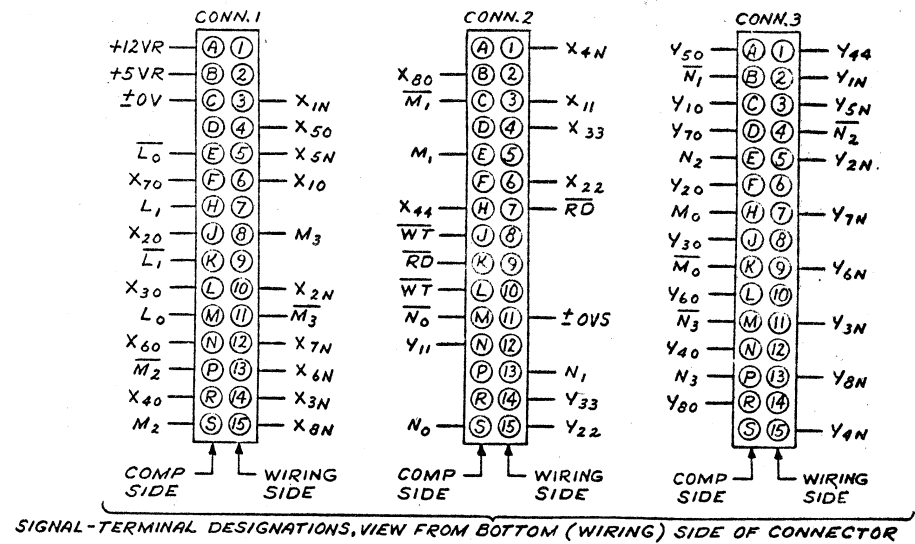 CONN.1
+12VR A 1
+5VR B 2
±0V C 3 X1N
D 4 X50
L̅0̅ E 5 X5N
X70 F 6 X10
L1 H 7
X20 J 8 M3
L̅1̅ K 9
X30 L 10 X2N
L0 M 11 M̅3̅
X60 N 12 X7N
M̅2̅ P 13 X6N
X40 R 14 X3N
M2 S 15 X8N
COMP SIDE
WIRING SIDE
CONN.2
A 1 X4N
X80 B 2
M̅1̅ C 3 X11
D 4 X33
M1 E 5
F 6 X22
X44 H 7 R̅D̅
W̅T̅ J 8
R̅D̅ K 9
W̅T̅ L 10
N̅0̅ M 11 ±0VS
Y11 N 12
P 13 N1
R 14 Y33
N0 S 15 Y22
COMP SIDE
WIRING SIDE
CONN.3
Y50 A 1 Y44
N̅1̅ B 2 Y1N
Y10 C 3 Y5N
Y70 D 4 N̅2̅
N2 E 5 Y2N.
Y20 F 6
M0 H 7 Y7N
Y30 J 8
M̅0̅ K 9 Y6N
Y60 L 10
N̅3̅ M 11 Y3N
Y40 N 12
N3 P 13 Y8N
Y80 R 14
S 15 Y4N
COMP SIDE
WIRING SIDE
SIGNAL-TERMINAL DESIGNATIONS, VIEW FROM BOTTOM (WIRING) SIDE OF CONNECTOR